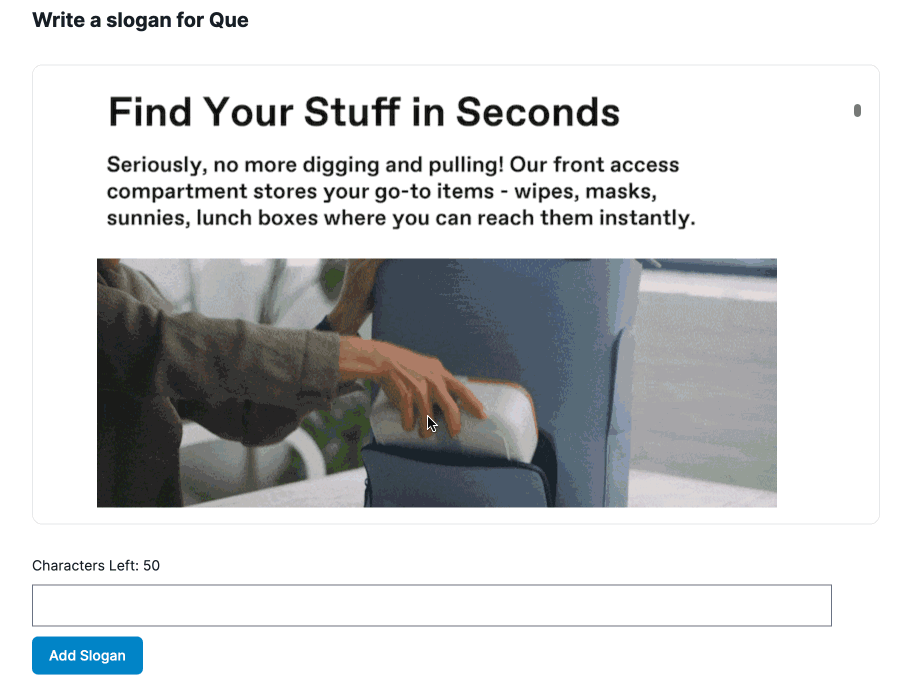 Write a slogan for Que
Find Your Stuff in Seconds
Seriously, no more digging and pulling! Our front access
compartment stores your go-to items - wipes, masks,
sunnies, lunch boxes where you can reach them instantly.
Characters Left: 50
Add Slogan